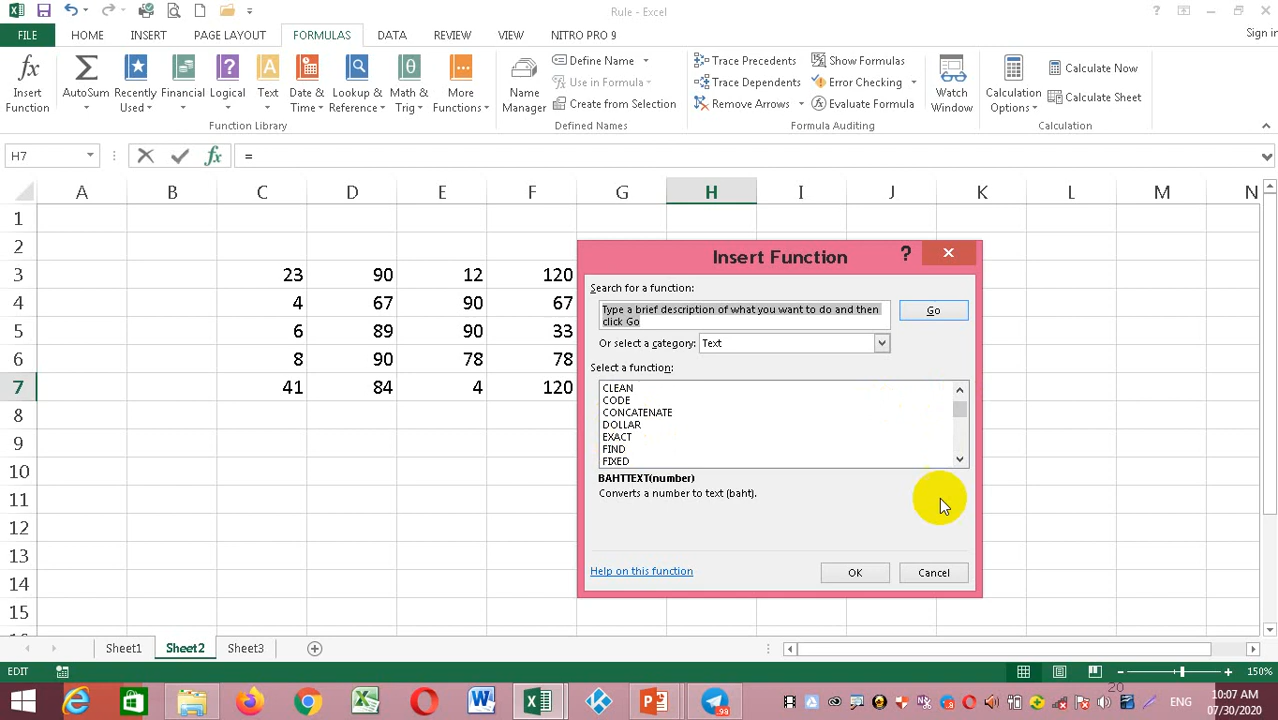 Rule - Excel
Sign in
FILE HOME INSERT PAGE LAYOUT FORMULAS DATA REVIEW VIEW NITRO PRO 9
Insert Function
AutoSum
Recently Used
Financial
Logical
Text
Date & Time
Lookup & Reference
Math & Trig
More Functions
Function Library
Name Manager
Define Name
Use in Formula
Create from Selection
Defined Names
Trace Precedents
Trace Dependents
Remove Arrows
Show Formulas
Error Checking
Evaluate Formula
Formula Auditing
Watch Window
Calculation Options
Calculate Now
Calculate Sheet
Calculation
H7 fx =
A B C D E F G H I J K L M N
1
2
3 23 90 12 120
4 4 67 90 67
5 6 89 90 33
6 8 90 78 78
7 41 84 4 120
8
9
10
11
12
13
14
15
Insert Function
?
Search for a function:
Type a brief description of what you want to do and then
click Go
Go
Or select a category: Text
Select a function:
CLEAN
CODE
CONCATENATE
DOLLAR
EXACT
FIND
FIXED
BAHTTEXT(number)
Converts a number to text (baht).
Help on this function
OK Cancel
Sheet1 Sheet2 Sheet3
EDIT
150%
99
20
ENG
10:07 AM
07/30/2020